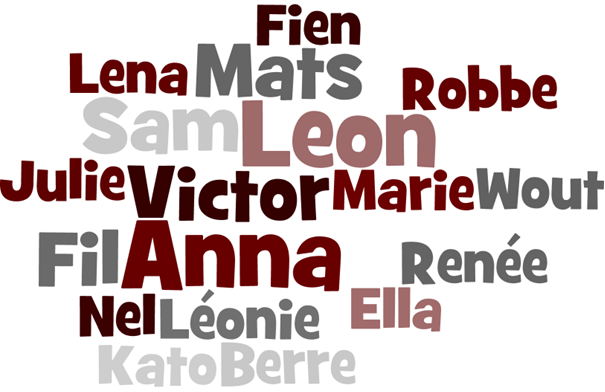 Fien
Lena Mats Robbe
Sam Leon
Julie Victor Marie Wout
Fil Anna Renée
Nel Léonie Ella
Kato Berre